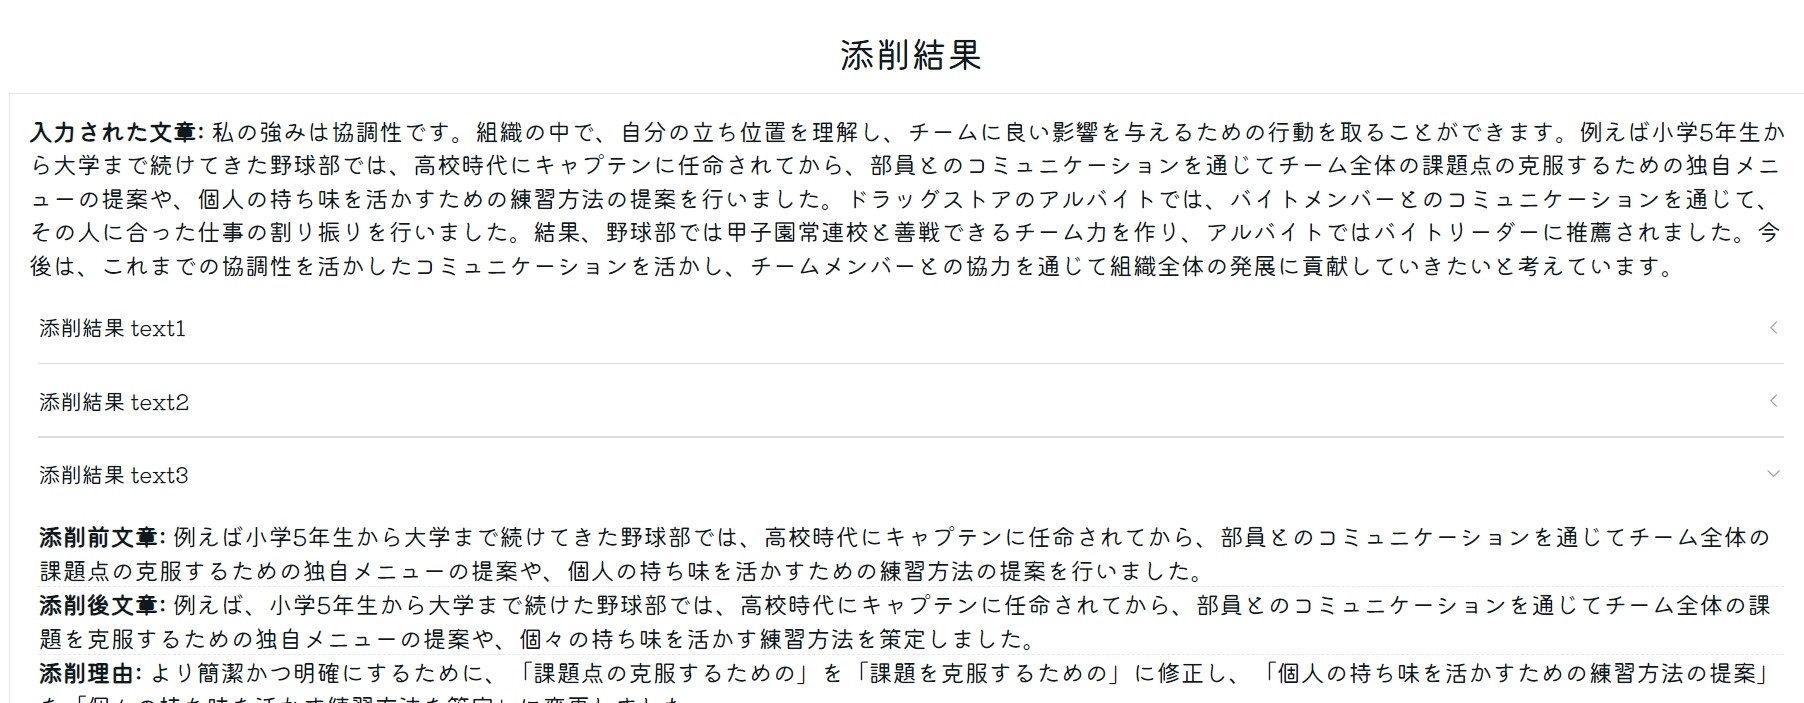 添削結果
入力された文章: 私の強みは協調性です。組織の中で、自分の立ち位置を理解し、チームに良い影響を与えるための行動を取ることができます。例えば小学5年生か
ら大学まで続けてきた野球部では、高校時代にキャプテンに任命されてから、部員とのコミュニケーションを通じてチーム全体の課題点の克服するための独自メニ
ューの提案や、個人の持ち味を活かすための練習方法の提案を行いました。ドラッグストアのアルバイトでは、バイトメンバーとのコミュニケーションを通じて、
その人に合った仕事の割り振りを行いました。結果、野球部では甲子園常連校と善戦できるチーム力を作り、アルバイトではバイトリーダーに推薦されました。今
後は、これまでの協調性を活かしたコミュニケーションを活かし、チームメンバーとの協力を通じて組織全体の発展に貢献していきたいと考えています。
添削結果 text1
添削結果 text2
添削結果 text3
添削前文章: 例えば小学5年生から大学まで続けてきた野球部では、高校時代にキャプテンに任命されてから、部員とのコミュニケーションを通じてチーム全体の
課題点の克服するための独自メニューの提案や、個人の持ち味を活かすための練習方法の提案を行いました。
添削後文章: 例えば、小学5年生から大学まで続けた野球部では、高校時代にキャプテンに任命されてから、部員とのコミュニケーションを通じてチーム全体の課
題を克服するための独自メニューの提案や、個々の持ち味を活かす練習方法を策定しました。
添削理由: より簡潔かつ明確にするために、「課題点の克服するための」を「課題を克服するための」に修正し、「個人の持ち味を活かすための練習方法の提案」